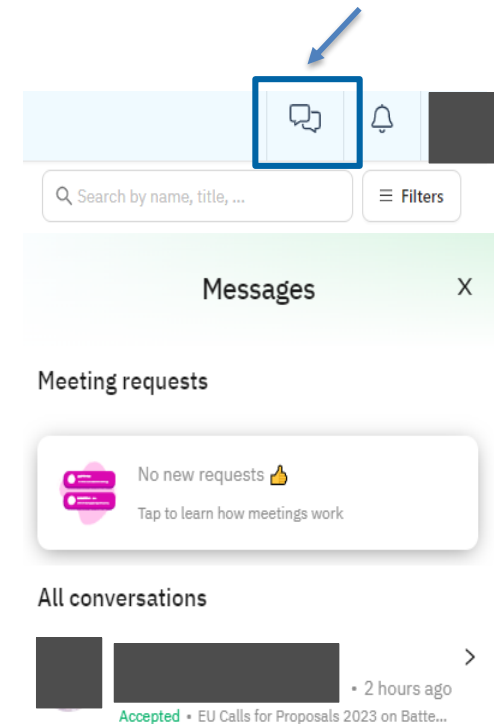 Search by name, title, ...
Filters
Messages
X
Meeting requests
No new requests 👍
Tap to learn how meetings work
All conversations
• 2 hours ago
Accepted • EU Calls for Proposals 2023 on Batte...